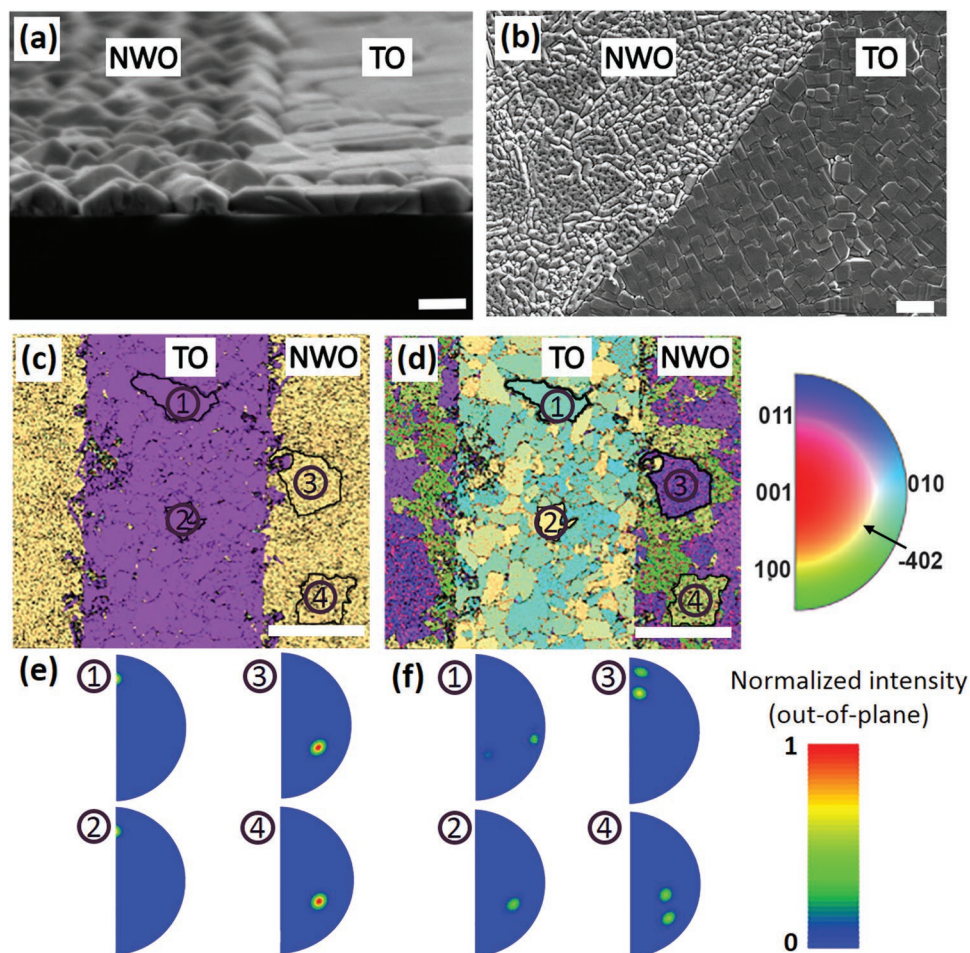 (a)
NWO
TO
(b)
NWO
TO
(c)
TO
NWO
1
2
3
4
(d)
TO
NWO
1
2
3
4
011
001
100
010
-402
(e)
1
3
2
4
(f)
1
3
2
4
Normalized intensity
(out-of-plane)
1
0